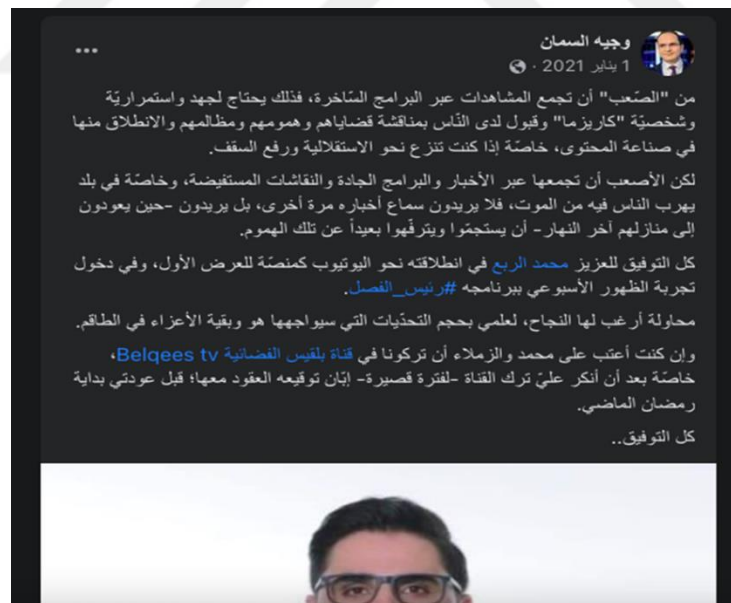 وجيه السمان
1 يناير 2021 ·
من "الصّعب" أن تجمع المشاهدات عبر البرامج السّاخرة، فذلك يحتاج لجهد واستمراريّة
وشخصيّة "كاريزما" وقبول لدى النّاس بمناقشة قضاياهم وهمومهم ومظالمهم والانطلاق منها
في صناعة المحتوى، خاصّة إذا كنت تنزع نحو الاستقلالية ورفع السقف.
لكن الأصعب أن تجمعها عبر الأخبار والبرامج الجادة والنقاشات المستفيضة، وخاصّة في بلد
يهرب الناس فيه من الموت، فلا يريدون سماع أخباره مرة أخرى، بل يريدون -حين يعودون
إلى منازلهم آخر النهار- أن يستجمّوا ويترفّهوا بعيداً عن تلك الهموم.
كل التوفيق للعزيز محمد الربع في انطلاقته نحو اليوتيوب كمنصّة للعرض الأول، وفي دخول
تجربة الظهور الأسبوعي ببرنامجه #رئيس_الفصل.
محاولة أرغب لها النجاح، لعلمي بحجم التحدّيات التي سيواجهها هو وبقية الأعزاء في الطاقم.
وإن كنت أعتب على محمد والزملاء أن تركونا في قناة بلقيس الفضائية Belqees tv،
خاصّة بعد أن أنكر عليّ ترك القناة -لفترة قصيرة- إبّان توقيعه العقود معها؛ قبل عودتي بداية
رمضان الماضي.
كل التوفيق..